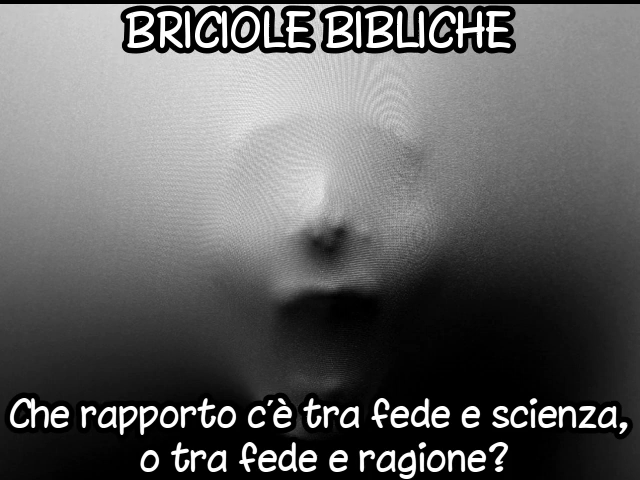 BRICIOLE BIBLICHE
Che rapporto c'è tra fede e scienza,
o tra fede e ragione?